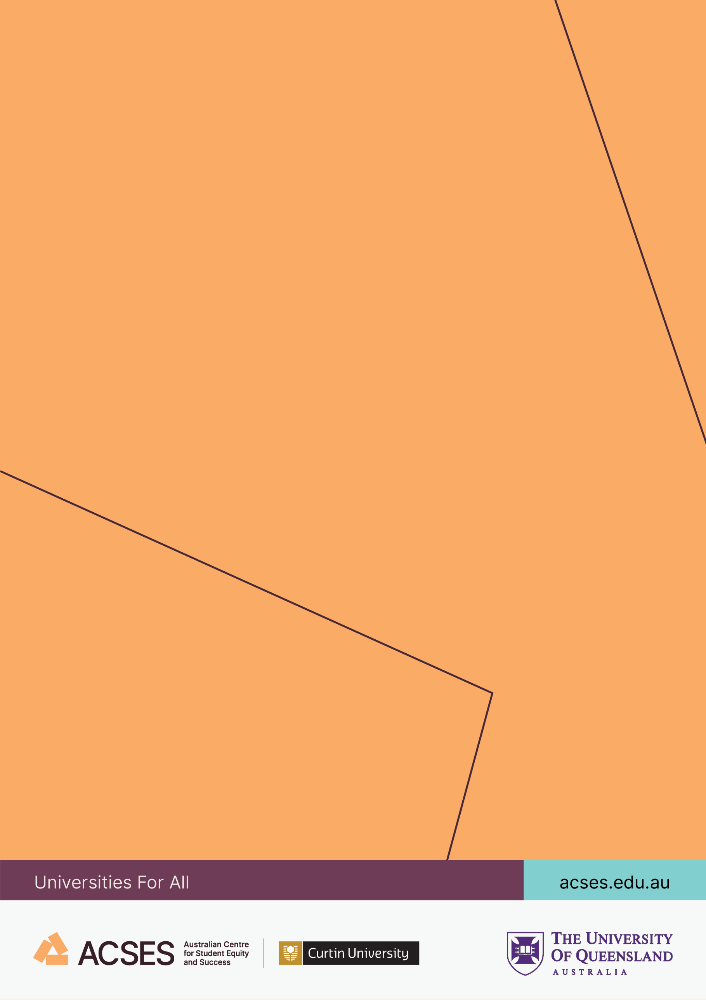 Universities For All
acses.edu.au
ACSES
Australian Centre
for Student Equity
and Success
Curtin University
THE UNIVERSITY
OF QUEENSLAND
AUSTRALIA